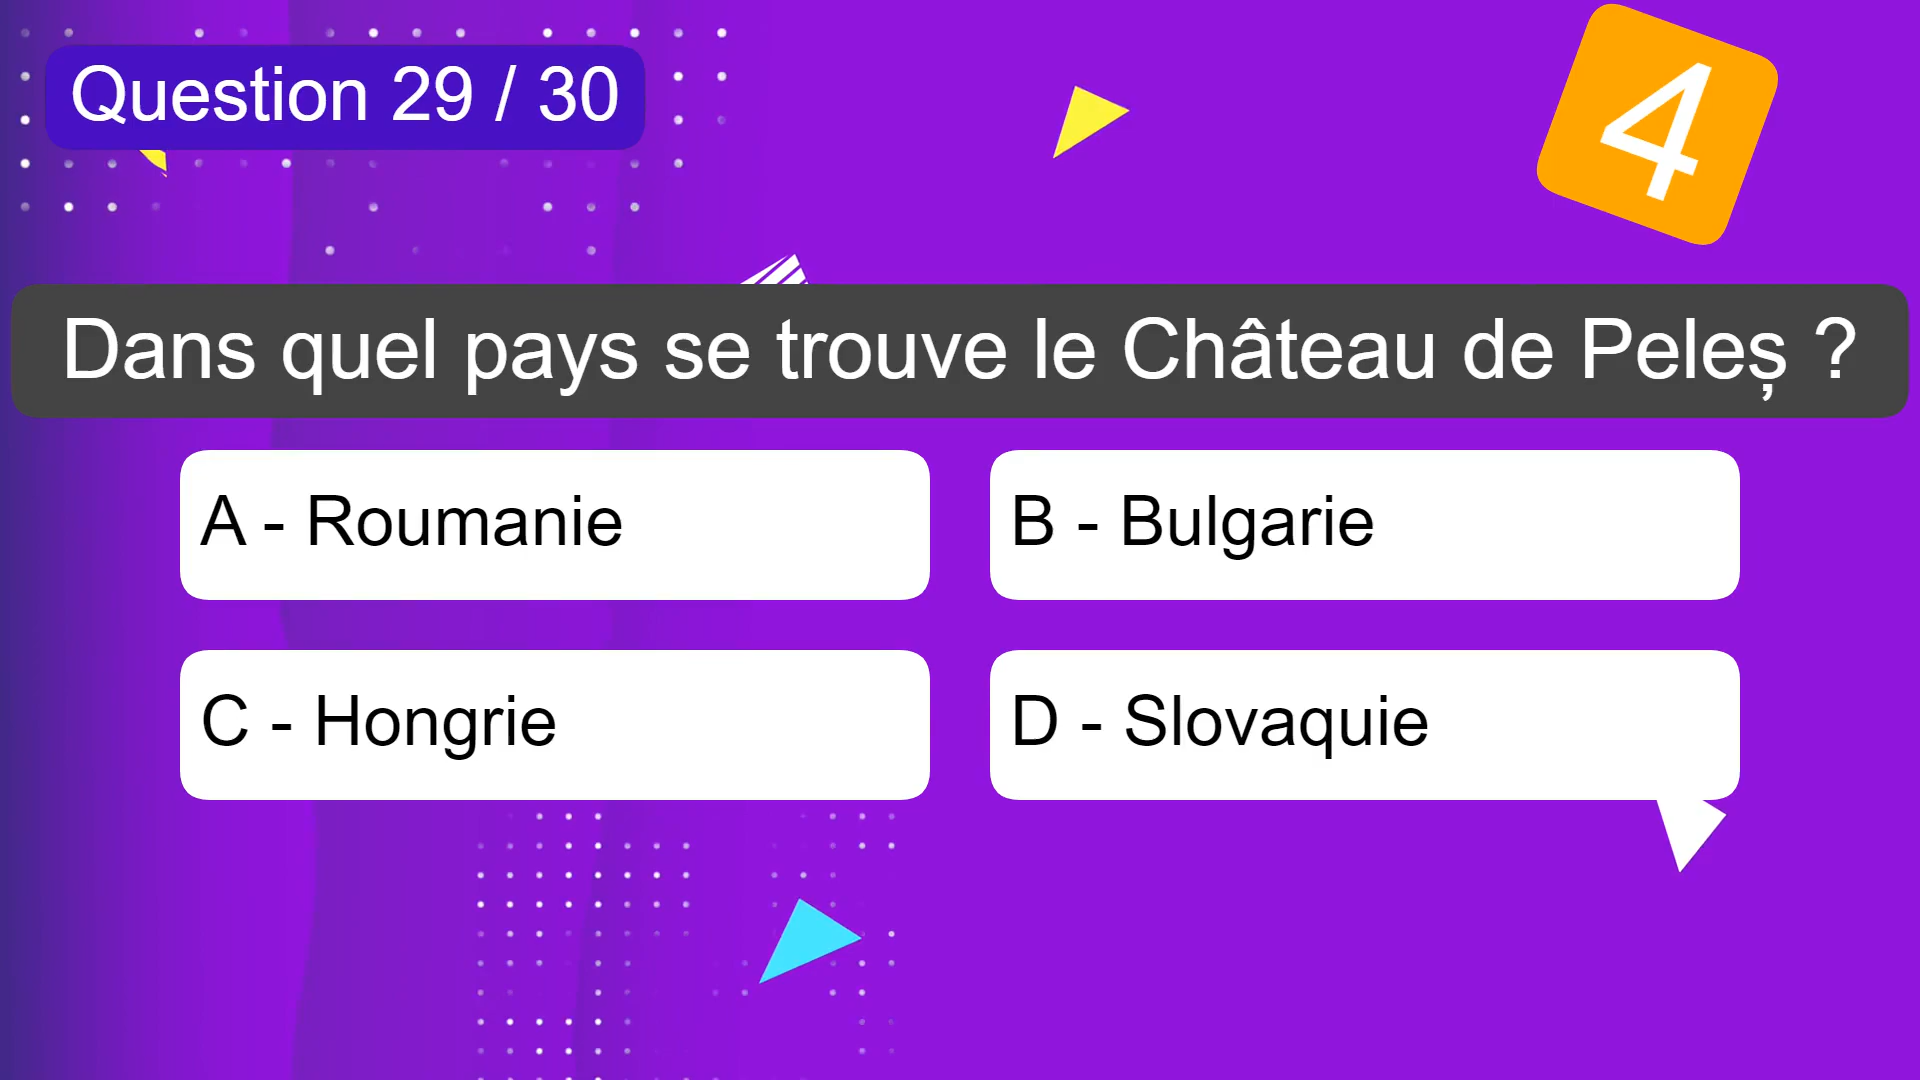 Question 29 / 30
4
Dans quel pays se trouve le Château de Peleș ?
A - Roumanie
B - Bulgarie
C - Hongrie
D - Slovaquie